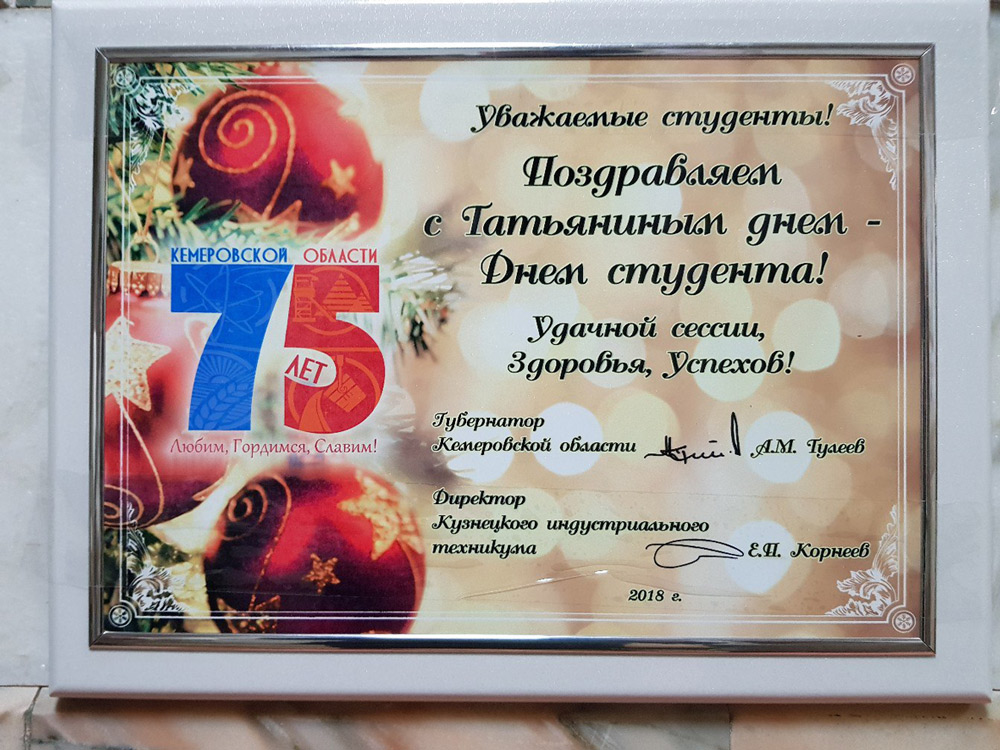 Уважаемые студенты!
Поздравляем
с Татьяниным днем -
Днем студента!
Удачной сессии,
Здоровья, Успехов!
КЕМЕРОВСКОЙ ОБЛАСТИ
75
ЛЕТ
Любим, Гордимся, Славим!
Губернатор
Кемеровской области А.М. Тулеев
Директор
Кузнецкого индустриального
техникума Е.П. Корнеев
2018 г.